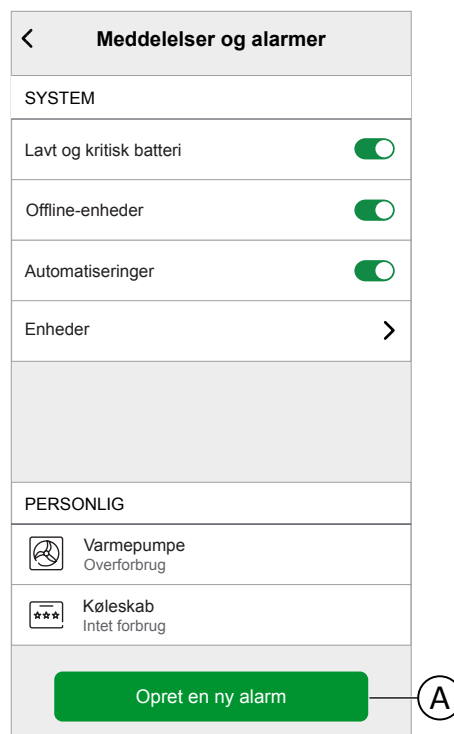 Meddelelser og alarmer
SYSTEM
Lavt og kritisk batteri
Offline-enheder
Automatiseringer
Enheder
PERSONLIG
Varmepumpe
Overforbrug
Køleskab
Intet forbrug
Opret en ny alarm
A